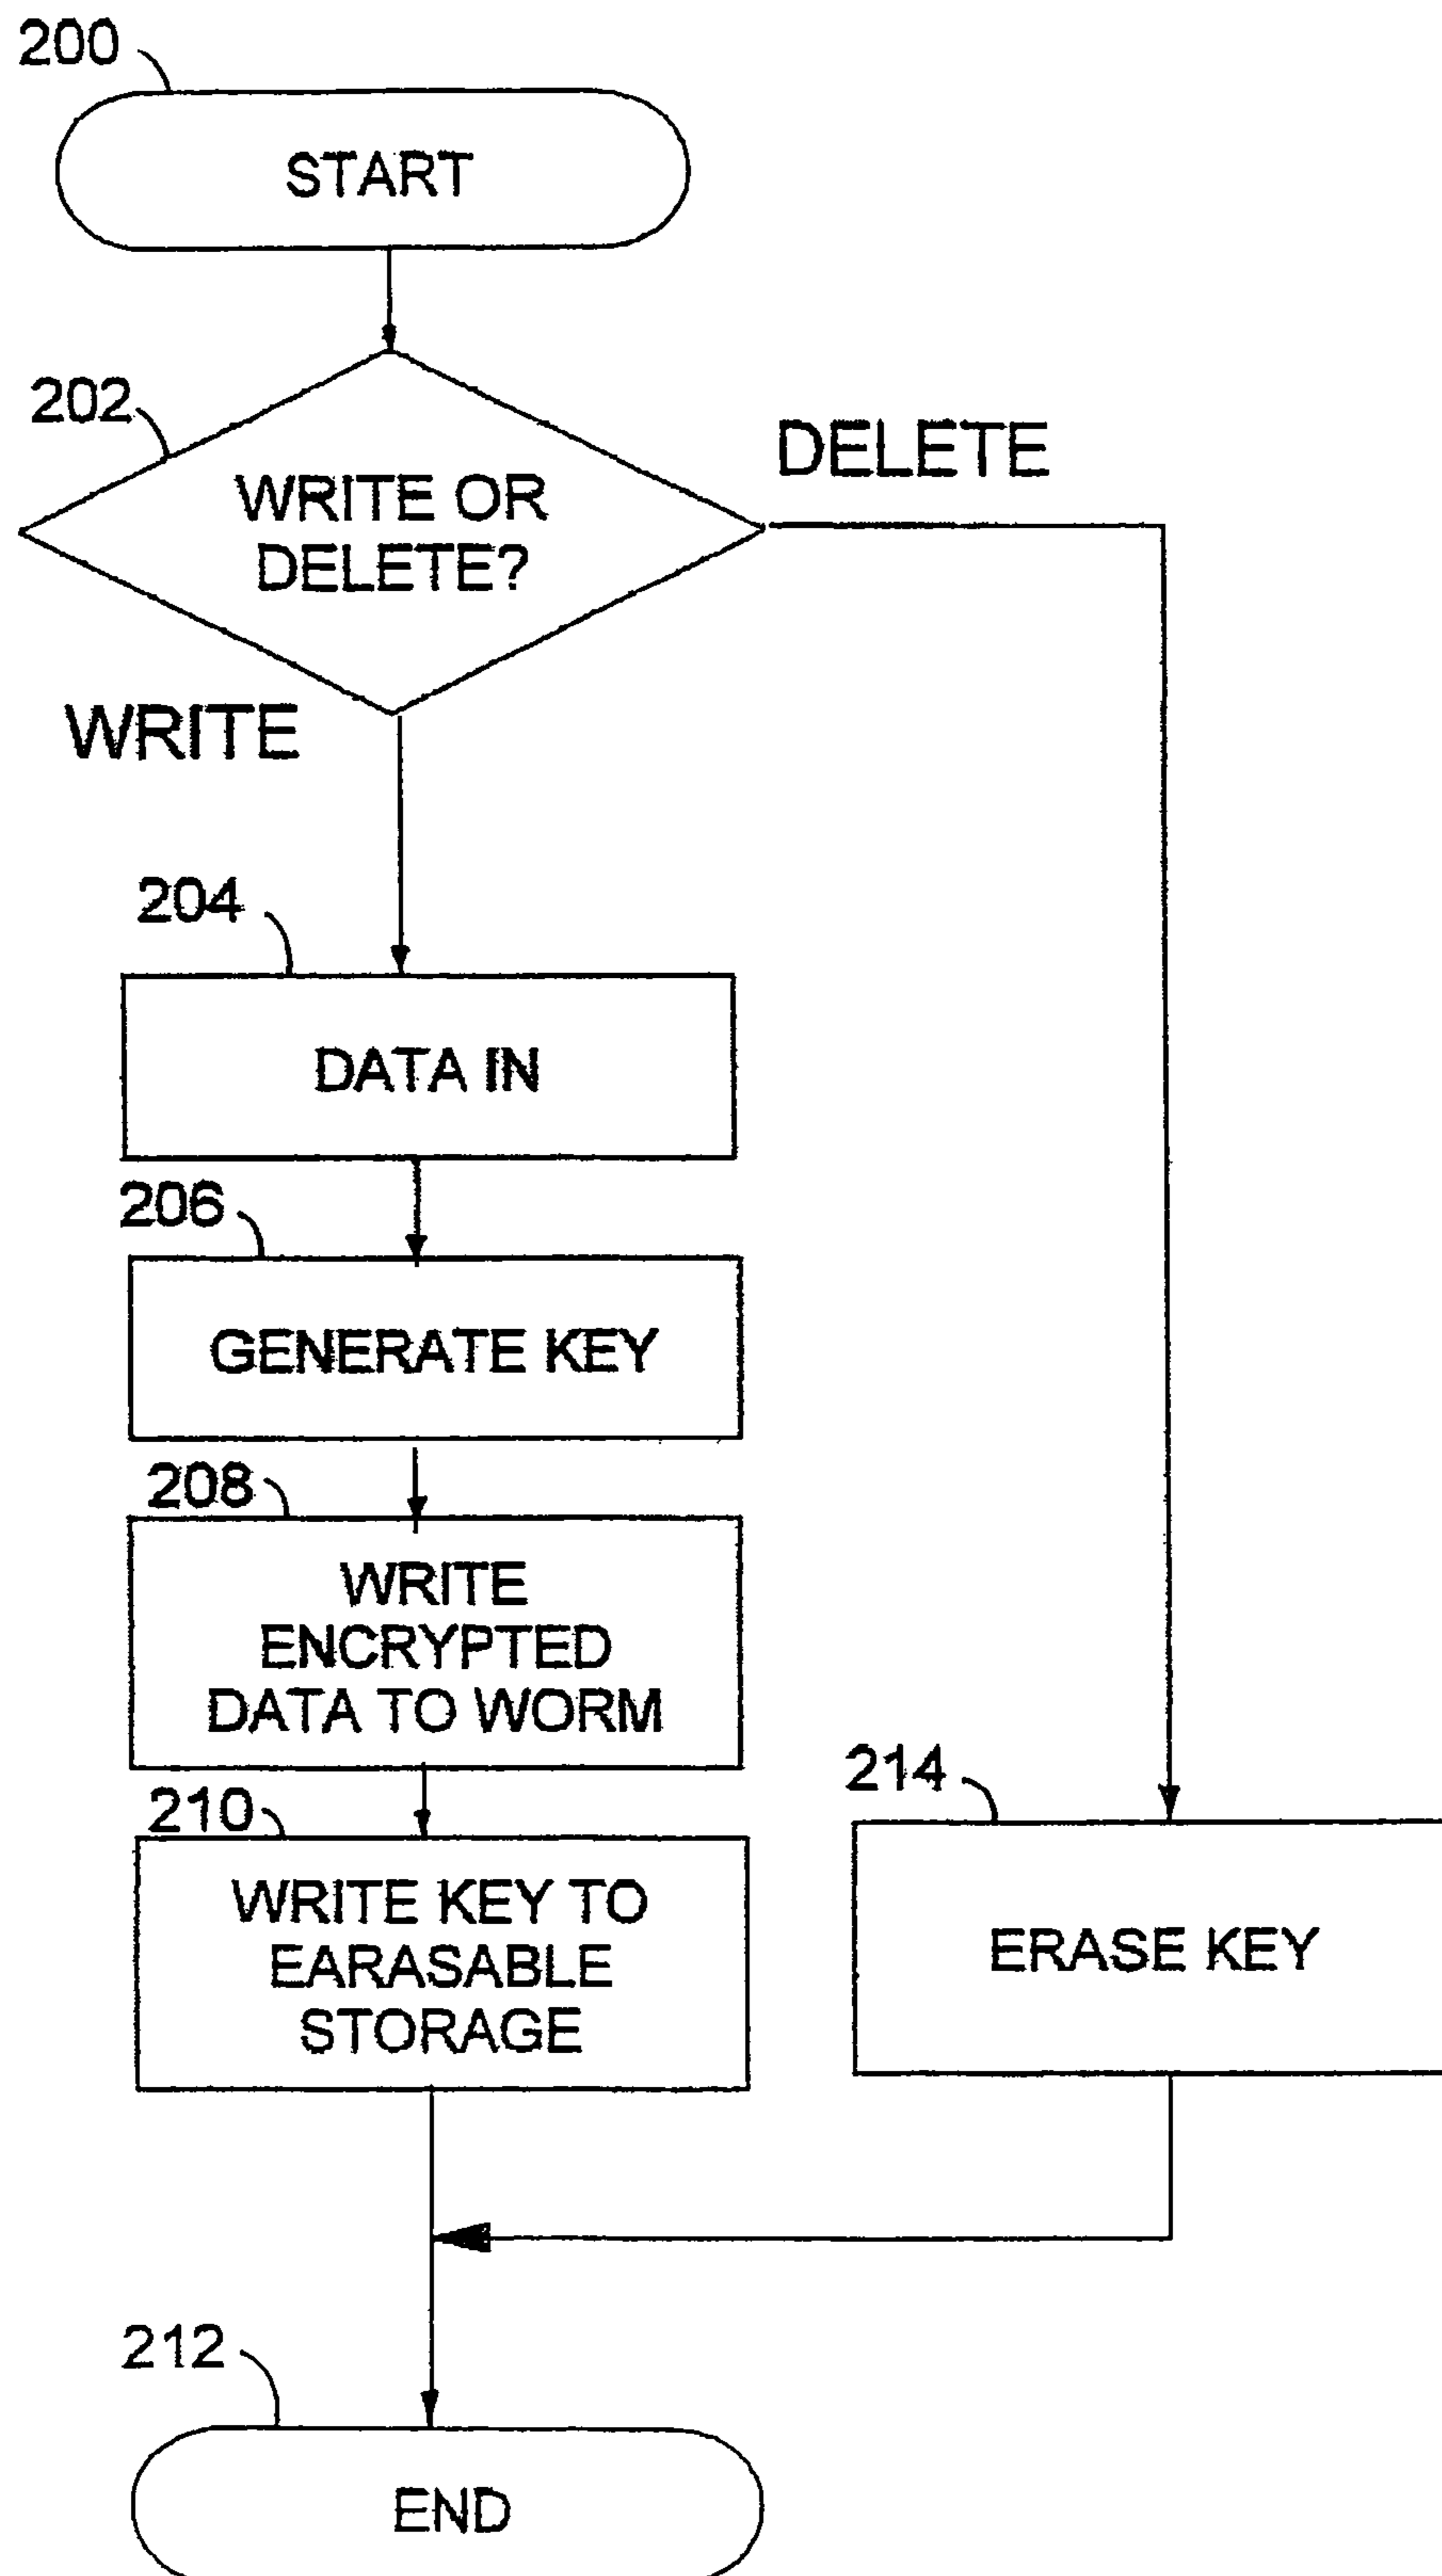 200
START
202
WRITE OR
DELETE?
DELETE
WRITE
204
DATA IN
206
GENERATE KEY
208
WRITE
ENCRYPTED
DATA TO WORM
210
WRITE KEY TO
EARASABLE
STORAGE
214
ERASE KEY
212
END